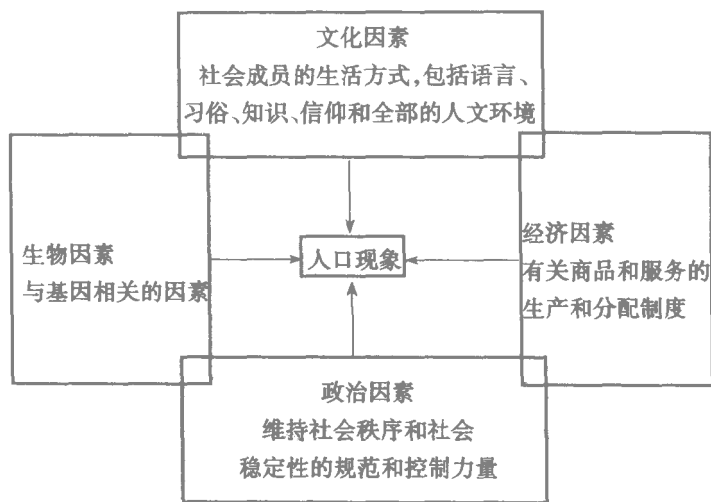 文化因素
社会成员的生活方式,包括语言、
习俗、知识、信仰和全部的人文环境
生物因素
与基因相关的因素
人口现象
经济因素
有关商品和服务的
生产和分配制度
政治因素
维持社会秩序和社会
稳定性的规范和控制力量